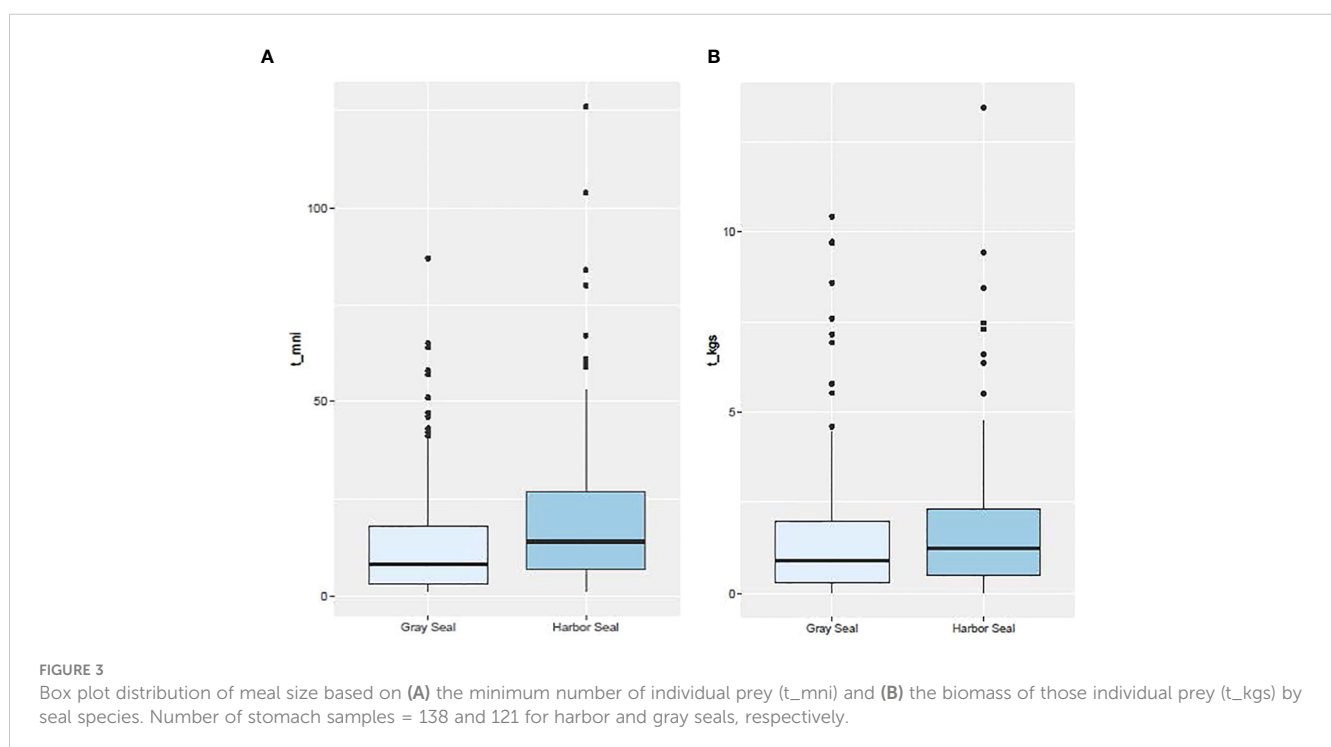 A
B
100
50
0
t_mni
Gray Seal
Harbor Seal
10
5
0
t_kgs
Gray Seal
Harbor Seal
FIGURE 3
Box plot distribution of meal size based on (A) the minimum number of individual prey (t_mni) and (B) the biomass of those individual prey (t_kgs) by
seal species. Number of stomach samples = 138 and 121 for harbor and gray seals, respectively.